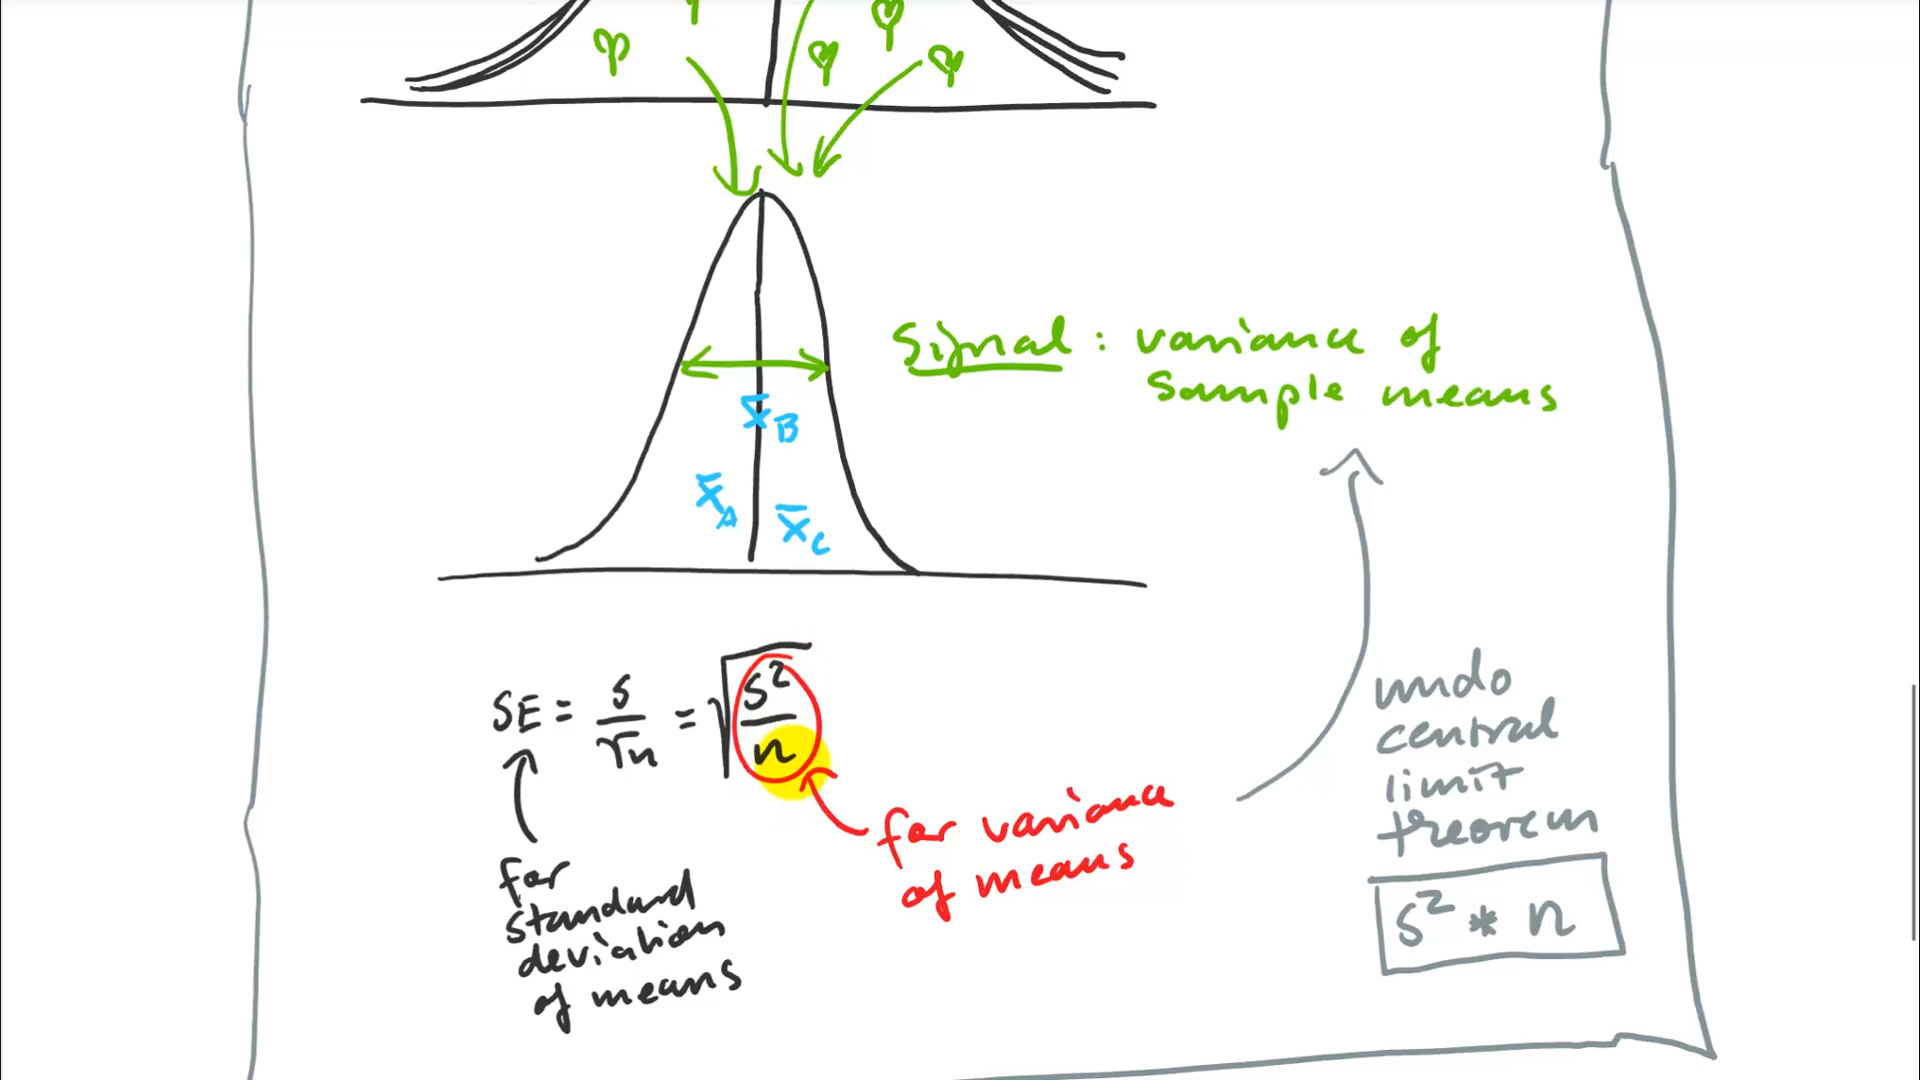 Signal : variance of
sample means
x̄B
x̄A
x̄C
SE = s/√n = √(s²/n)
for variance
of means
for
standard
deviation
of means
undo
central
limit
theorem
s² * n